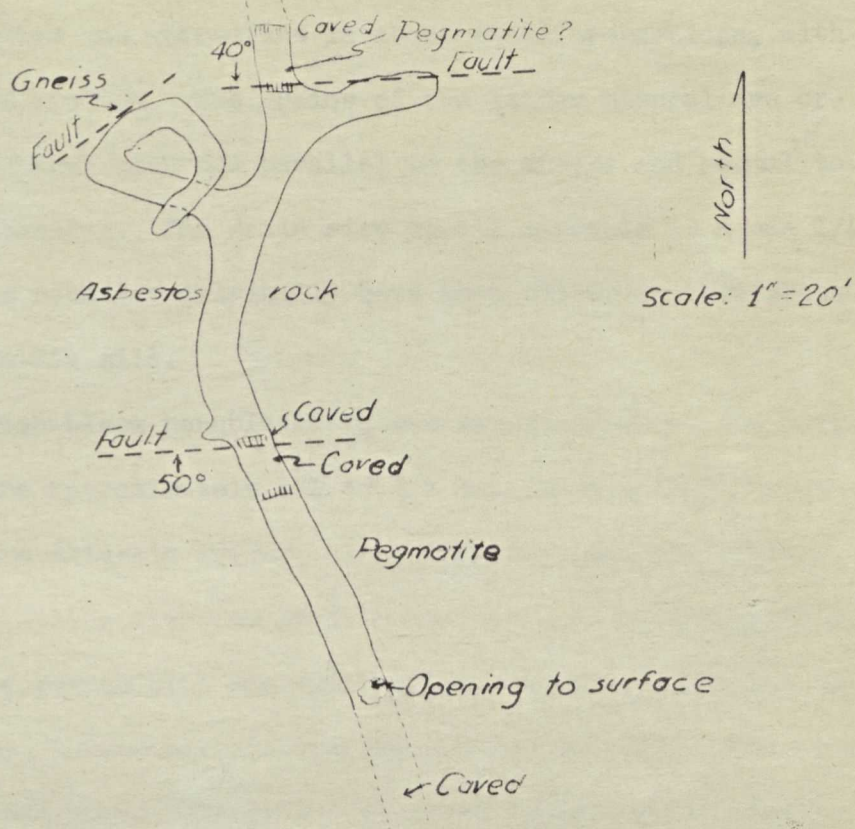 Caved
Pegmatite?
40°
Fault
Gneiss
Fault
North
Asbestos rock
Scale: 1"=20'
Caved
Fault
Caved
50°
Pegmatite
Opening to surface
Caved